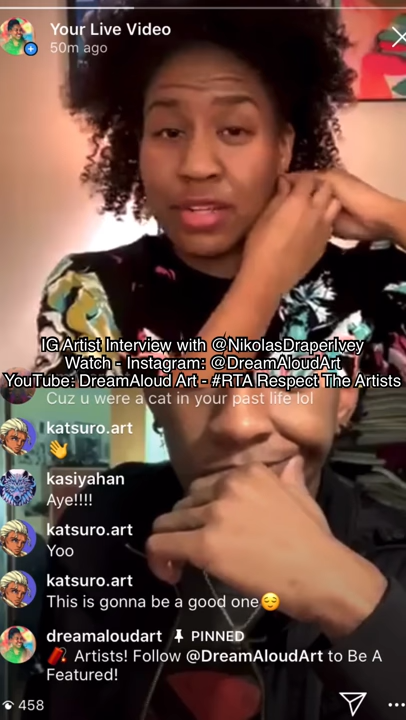 Your Live Video
50m ago
IG Artist Interview with @NikolasDraperIvey
Watch - Instagram: @DreamAloudArt
YouTube: DreamAloud Art - #RTA Respect The Artists
Cuz u were a cat in your past life lol
katsuro.art
👋
kasiyahan
Aye!!!!
katsuro.art
Yoo
katsuro.art
This is gonna be a good one😌
dreamaloudart 📌 PINNED
🧨 Artists! Follow @DreamAloudArt to Be A
Featured!
458